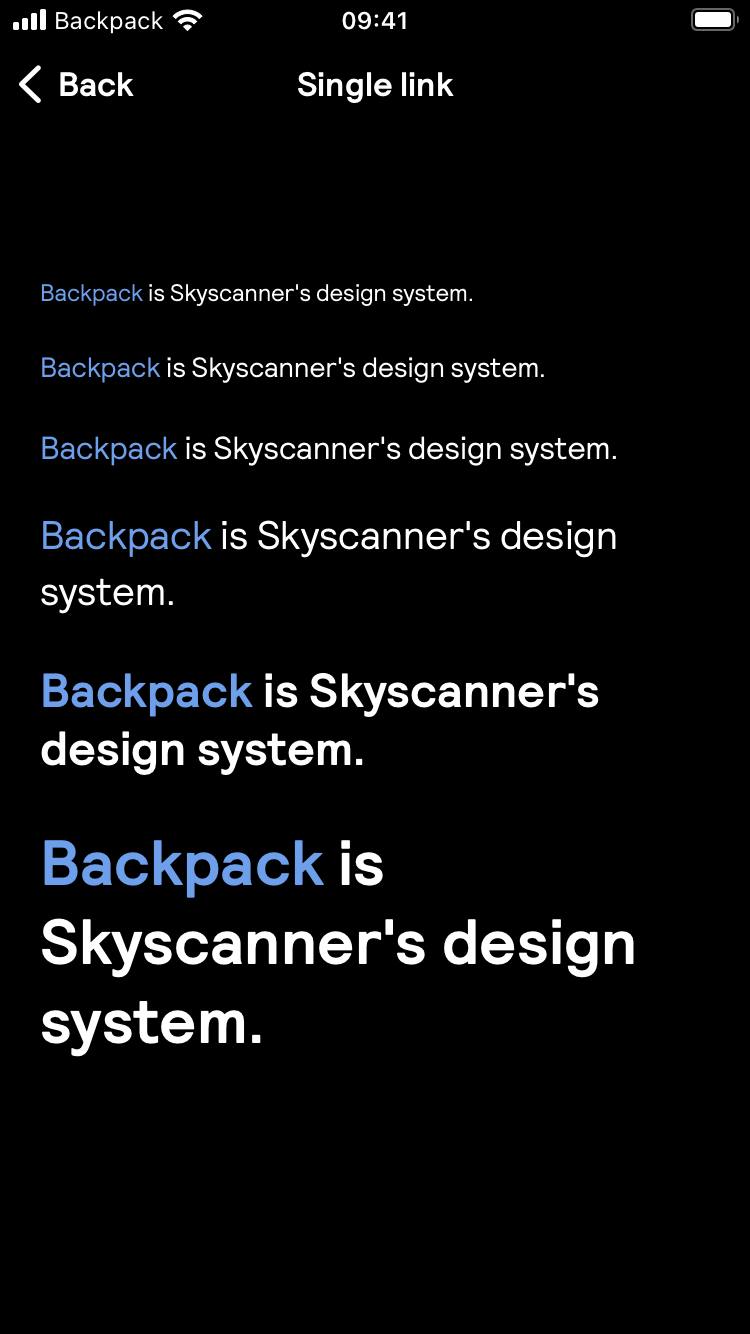 Backpack 09:41
Back Single link
Backpack is Skyscanner's design system.
Backpack is Skyscanner's design system.
Backpack is Skyscanner's design system.
Backpack is Skyscanner's design
system.
Backpack is Skyscanner's
design system.
Backpack is
Skyscanner's design
system.